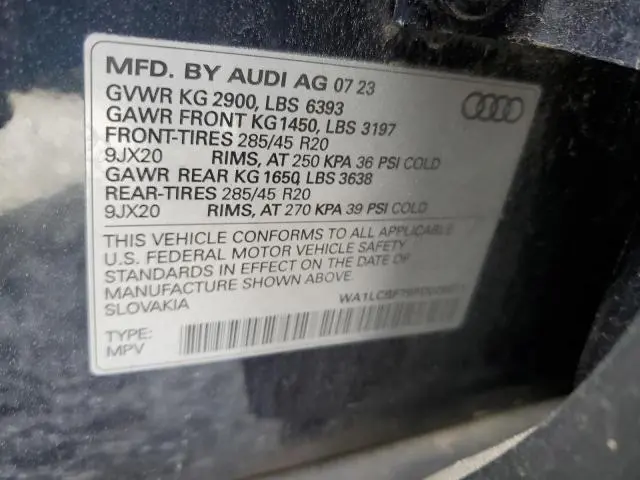 MFD. BY AUDI AG 07 23
GVWR KG 2900, LBS 6393
GAWR FRONT KG1450, LBS 3197
FRONT-TIRES 285/45 R20
9JX20 RIMS, AT 250 KPA 36 PSI COLD
GAWR REAR KG 1650, LBS 3638
REAR-TIRES 285/45 R20
9JX20 RIMS, AT 270 KPA 39 PSI COLD
THIS VEHICLE CONFORMS TO ALL APPLICABLE
U.S. FEDERAL MOTOR VEHICLE SAFETY
STANDARDS IN EFFECT ON THE DATE OF
MANUFACTURE SHOWN ABOVE
SLOVAKIA
TYPE:
MPV